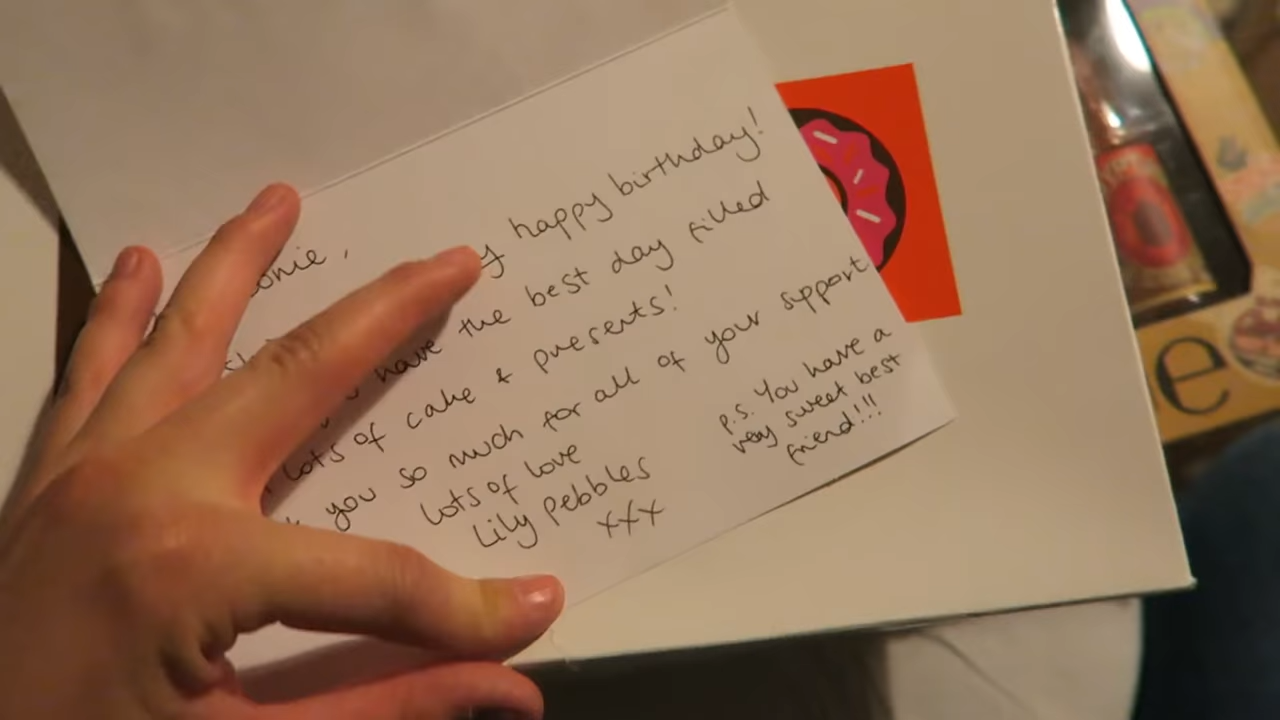 happy birthday!
have the best day filled
lots of cake & presents!
you so much for all of your support
lots of love
Lily Pebbles
xxx
P.S. You have a
very sweet best
friend!!!
e